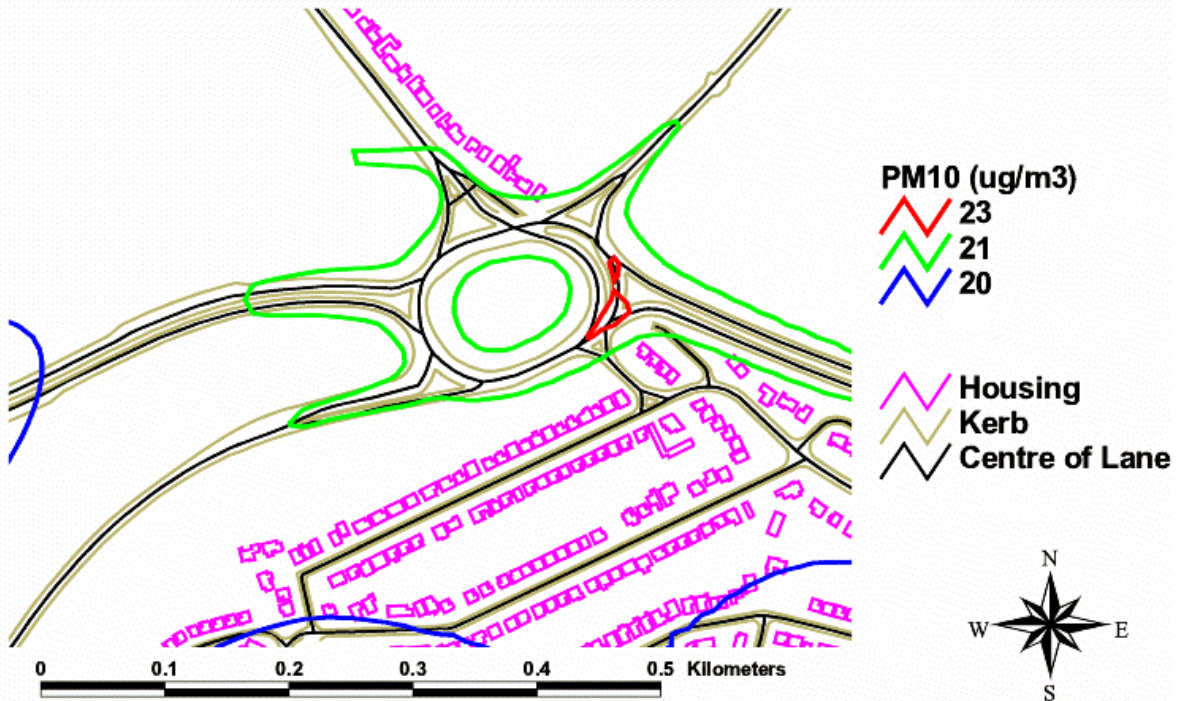 PM10 (ug/m3)
23
21
20
Housing
Kerb
Centre of Lane
N
W E
S
0 0.1 0.2 0.3 0.4 0.5 Kilometers